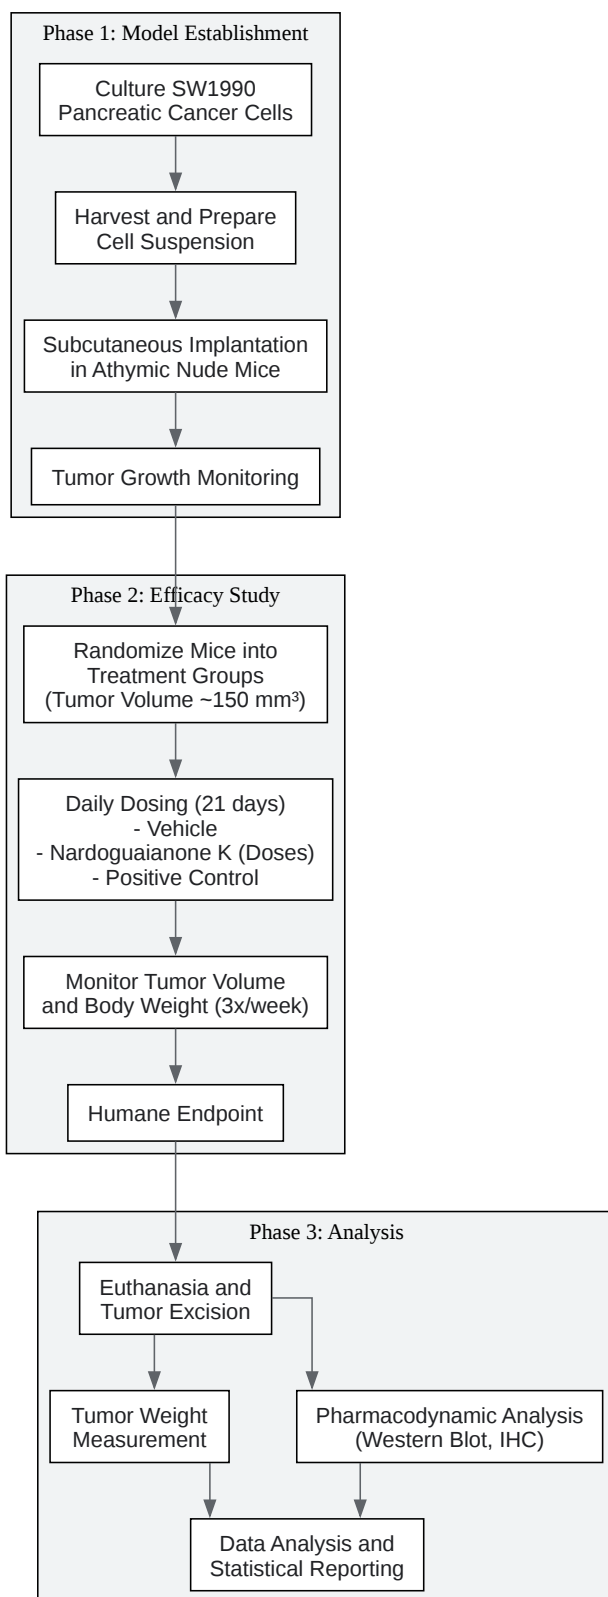 Phase 1: Model Establishment
Culture SW1990
Pancreatic Cancer Cells
Harvest and Prepare
Cell Suspension
Subcutaneous Implantation
in Athymic Nude Mice
Tumor Growth Monitoring
Phase 2: Efficacy Study
Randomize Mice into
Treatment Groups
(Tumor Volume ~150 mm³)
Daily Dosing (21 days)
- Vehicle
- Nardoguaianone K (Doses)
- Positive Control
Monitor Tumor Volume
and Body Weight (3x/week)
Humane Endpoint
Phase 3: Analysis
Euthanasia and
Tumor Excision
Tumor Weight
Measurement
Pharmacodynamic Analysis
(Western Blot, IHC)
Data Analysis and
Statistical Reporting